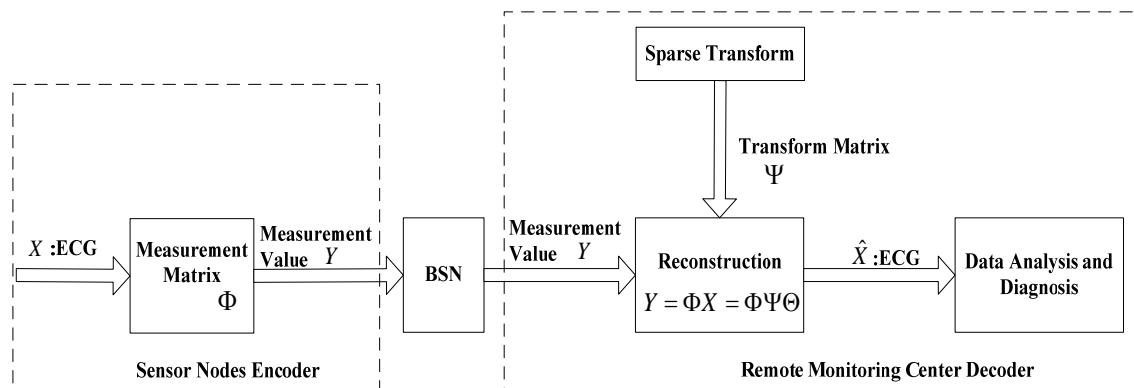 Sparse Transform
Transform Matrix
Ψ
X :ECG
Measurement
Matrix
Φ
Measurement
Value Y
BSN
Measurement
Value Y
Reconstruction
Y = ΦX = ΦΨΘ
X̂ :ECG
Data Analysis and
Diagnosis
Sensor Nodes Encoder
Remote Monitoring Center Decoder